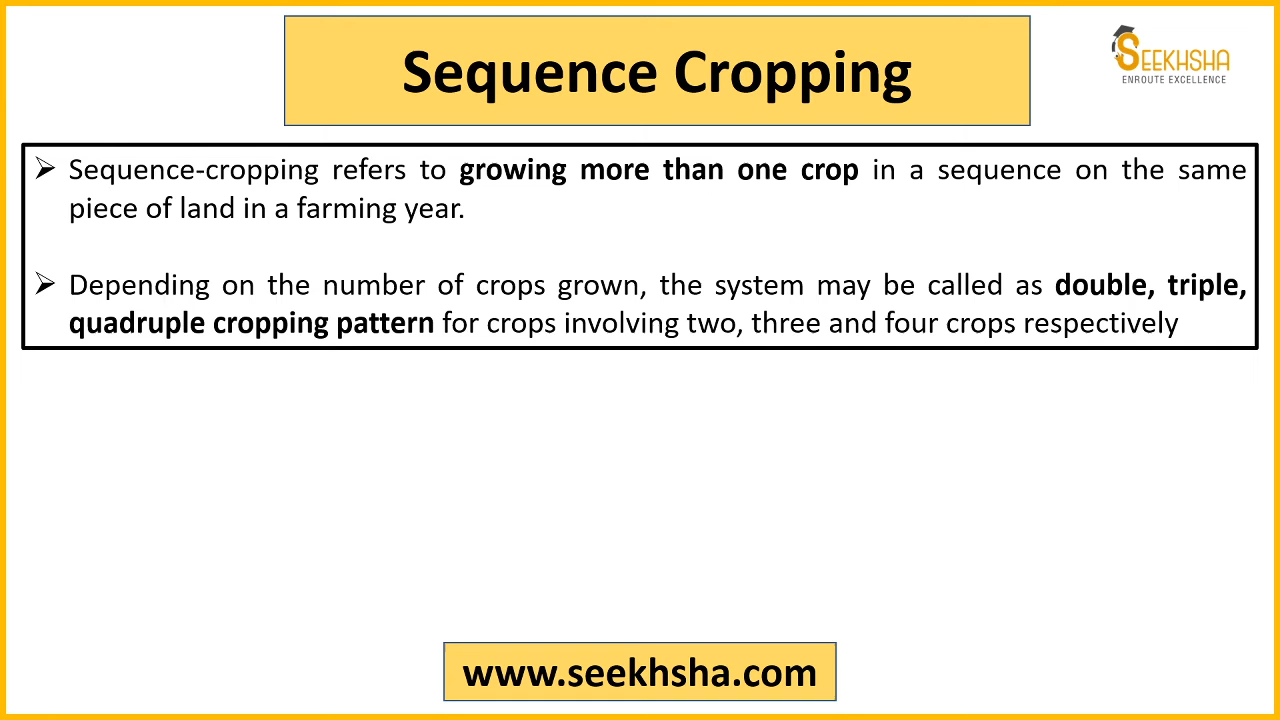 Sequence Cropping
SEEKHSHA
ENROUTE EXCELLENCE
➢ Sequence-cropping refers to growing more than one crop in a sequence on the same
piece of land in a farming year.
➢ Depending on the number of crops grown, the system may be called as double, triple,
quadruple cropping pattern for crops involving two, three and four crops respectively
www.seekhsha.com